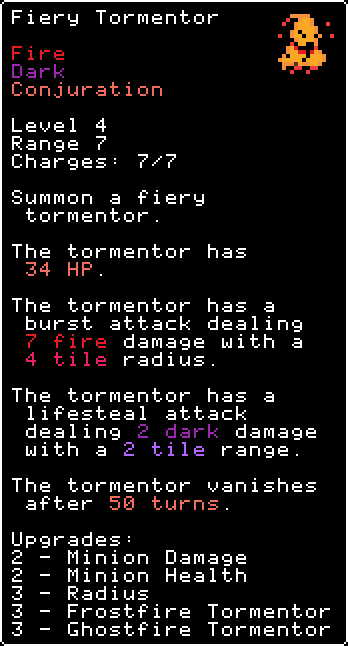 Fiery Tormentor
Fire
Dark
Conjuration
Level 4
Range 7
Charges: 7/7
Summon a fiery
tormentor.
The tormentor has
34 HP.
The tormentor has a
burst attack dealing
7 fire damage with a
4 tile radius.
The tormentor has a
lifesteal attack
dealing 2 dark damage
with a 2 tile range.
The tormentor vanishes
after 50 turns.
Upgrades:
2 - Minion Damage
2 - Minion Health
3 - Radius
3 - Frostfire Tormentor
3 - Ghostfire Tormentor